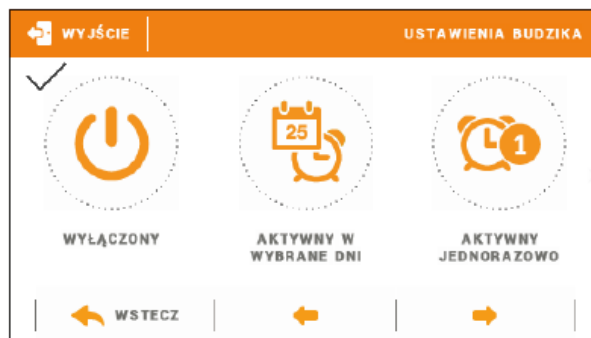 WYJŚCIE
USTAWIENIA BUDZIKA
25
1
WYŁĄCZONY
AKTYWNY W
WYBRANE DNI
AKTYWNY
JEDNORAZOWO
WSTECZ